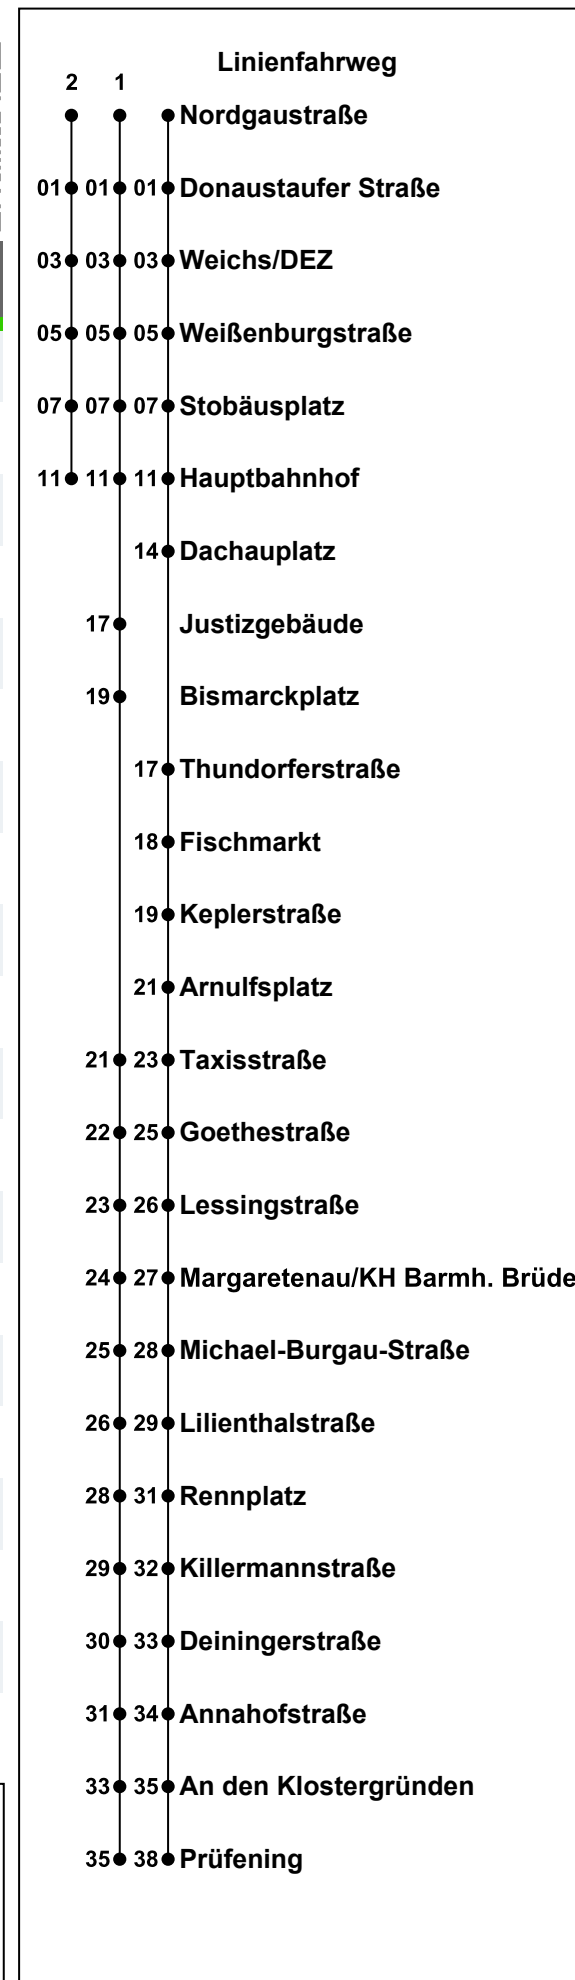 Linienfahrweg
2 1
Nordgaustraße
01 01 01 Donaustaufer Straße
03 03 03 Weichs/DEZ
05 05 05 Weißenburgstraße
07 07 07 Stobäusplatz
11 11 11 Hauptbahnhof
14 Dachauplatz
17 Justizgebäude
19 Bismarckplatz
17 Thundorferstraße
18 Fischmarkt
19 Keplerstraße
21 Arnulfsplatz
21 23 Taxisstraße
22 25 Goethestraße
23 26 Lessingstraße
24 27 Margaretenau/KH Barmh. Brüde
25 28 Michael-Burgau-Straße
26 29 Lilienthalstraße
28 31 Rennplatz
29 32 Killermannstraße
30 33 Deiningerstraße
31 34 Annahofstraße
33 35 An den Klostergründen
35 38 Prüfening